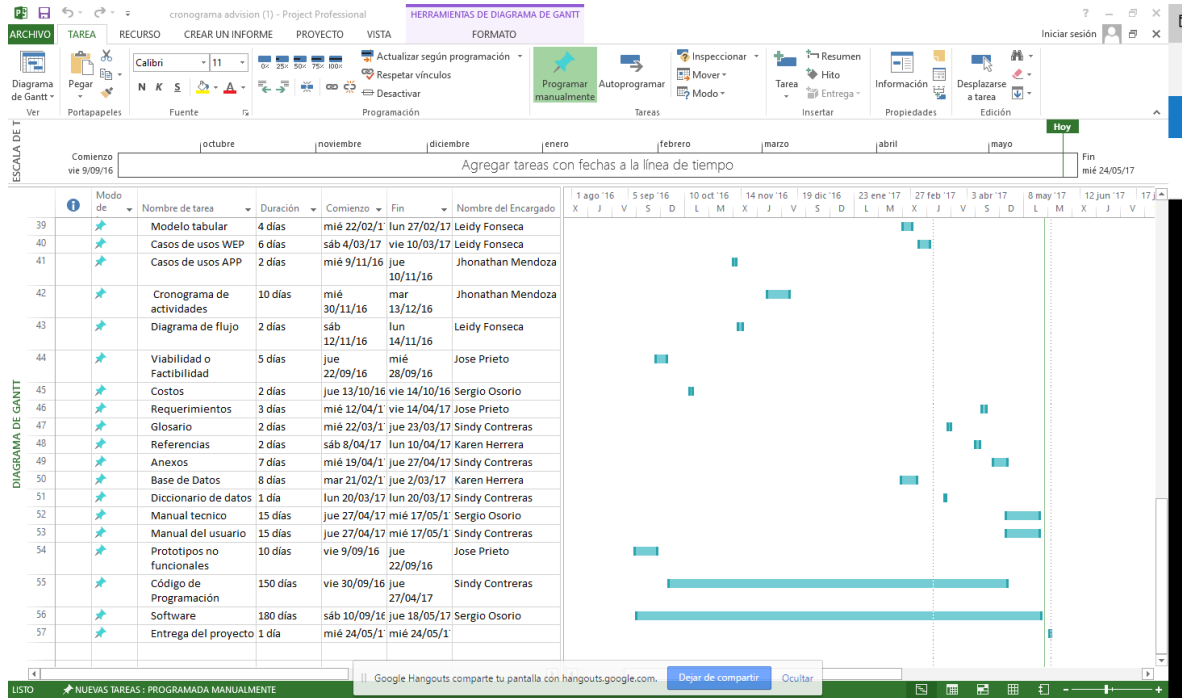 cronograma advision (1) - Project Professional
HERRAMIENTAS DE DIAGRAMA DE GANTT
ARCHIVO TAREA RECURSO CREAR UN INFORME PROYECTO VISTA FORMATO
Iniciar sesión
Diagrama de Gantt
Pegar
Calibri 11
N K S
0% 25% 50% 75% 100%
Actualizar según programación
Respetar vínculos
Desactivar
Programar manualmente
Autoprogramar
Inspeccionar
Mover
Modo
Tarea
Resumen
Hito
Entrega
Información
Desplazarse a tarea
Ver Portapapeles Fuente Programación Tareas Insertar Propiedades Edición
ESCALA DE T
Hoy
octubre noviembre diciembre enero febrero marzo abril mayo
Comienzo
vie 9/09/16
Agregar tareas con fechas a la línea de tiempo
Fin
mié 24/05/17
DIAGRAMA DE GANTT
Modo de Nombre de tarea Duración Comienzo Fin Nombre del Encargado
1 ago '16 5 sep '16 10 oct '16 14 nov '16 19 dic '16 23 ene '17 27 feb '17 3 abr '17 8 may '17 12 jun '17 17 j
X J V S D L M X J V S D L M X J V S D L M X J V
39 Modelo tabular 4 días mié 22/02/1 lun 27/02/17 Leidy Fonseca
40 Casos de usos WEP 6 días sáb 4/03/17 vie 10/03/17 Leidy Fonseca
41 Casos de usos APP 2 días mié 9/11/16 jue 10/11/16 Jhonathan Mendoza
42 Cronograma de actividades 10 días mié 30/11/16 mar 13/12/16 Jhonathan Mendoza
43 Diagrama de flujo 2 días sáb 12/11/16 lun 14/11/16 Leidy Fonseca
44 Viabilidad o Factibilidad 5 días jue 22/09/16 mié 28/09/16 Jose Prieto
45 Costos 2 días jue 13/10/16 vie 14/10/16 Sergio Osorio
46 Requerimientos 3 días mié 12/04/1 vie 14/04/17 Jose Prieto
47 Glosario 2 días mié 22/03/1 jue 23/03/17 Sindy Contreras
48 Referencias 2 días sáb 8/04/17 lun 10/04/17 Karen Herrera
49 Anexos 7 días mié 19/04/1 jue 27/04/17 Sindy Contreras
50 Base de Datos 8 días mar 21/02/1 jue 2/03/17 Karen Herrera
51 Diccionario de datos 1 día lun 20/03/17 lun 20/03/17 Sindy Contreras
52 Manual tecnico 15 días jue 27/04/17 mié 17/05/1 Sergio Osorio
53 Manual del usuario 15 días jue 27/04/17 mié 17/05/1 Sindy Contreras
54 Prototipos no funcionales 10 días vie 9/09/16 jue 22/09/16 Jose Prieto
55 Código de Programación 150 días vie 30/09/16 jue 27/04/17 Sindy Contreras
56 Software 180 días sáb 10/09/16 jue 18/05/17 Sergio Osorio
57 Entrega del proyecto 1 día mié 24/05/1 mié 24/05/1
Google Hangouts comparte tu pantalla con hangouts.google.com. Dejar de compartir Ocultar
LISTO NUEVAS TAREAS : PROGRAMADA MANUALMENTE